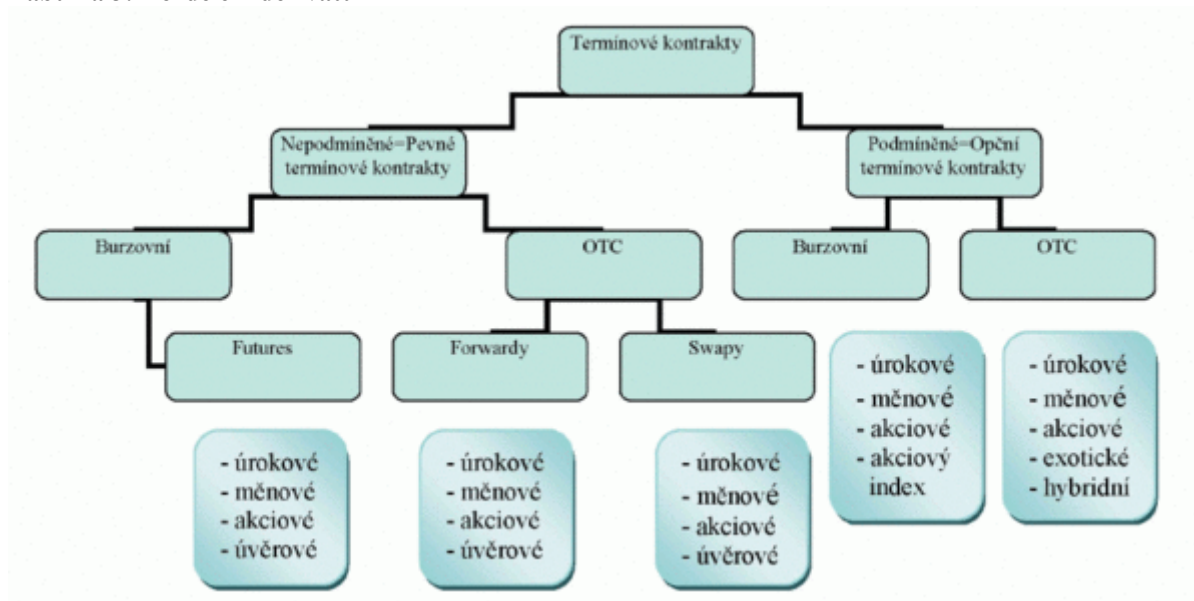 Termínové kontrakty
Nepodmíněné=Pevné
termínové kontrakty
Podmíněné=Opční
termínové kontrakty
Burzovní
OTC
Burzovní
OTC
Futures
Forwardy
Swapy
- úrokové
- měnové
- akciové
- úvěrové
- úrokové
- měnové
- akciové
- úvěrové
- úrokové
- měnové
- akciové
- úvěrové
- úrokové
- měnové
- akciové
- akciový
index
- úrokové
- měnové
- akciové
- exotické
- hybridní